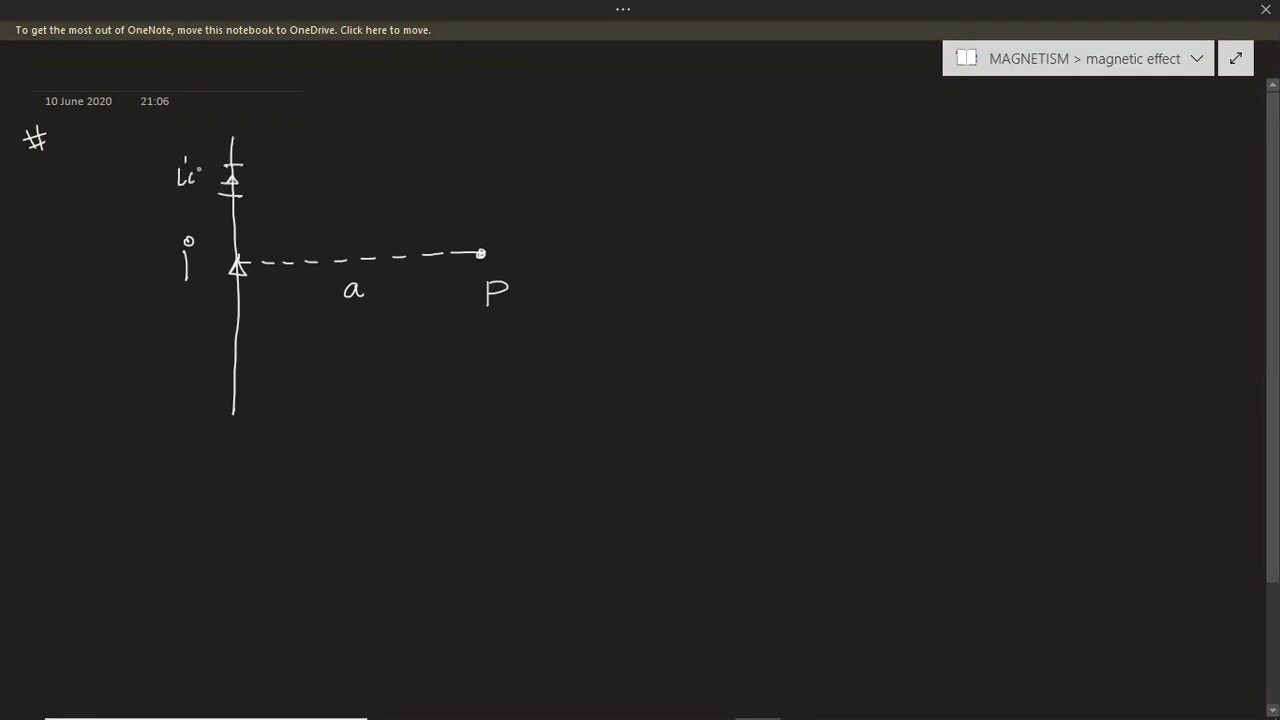 To get the most out of OneNote, move this notebook to OneDrive. Click here to move.
MAGNETISM > magnetic effect
10 June 2020 21:06
#
i
a
P